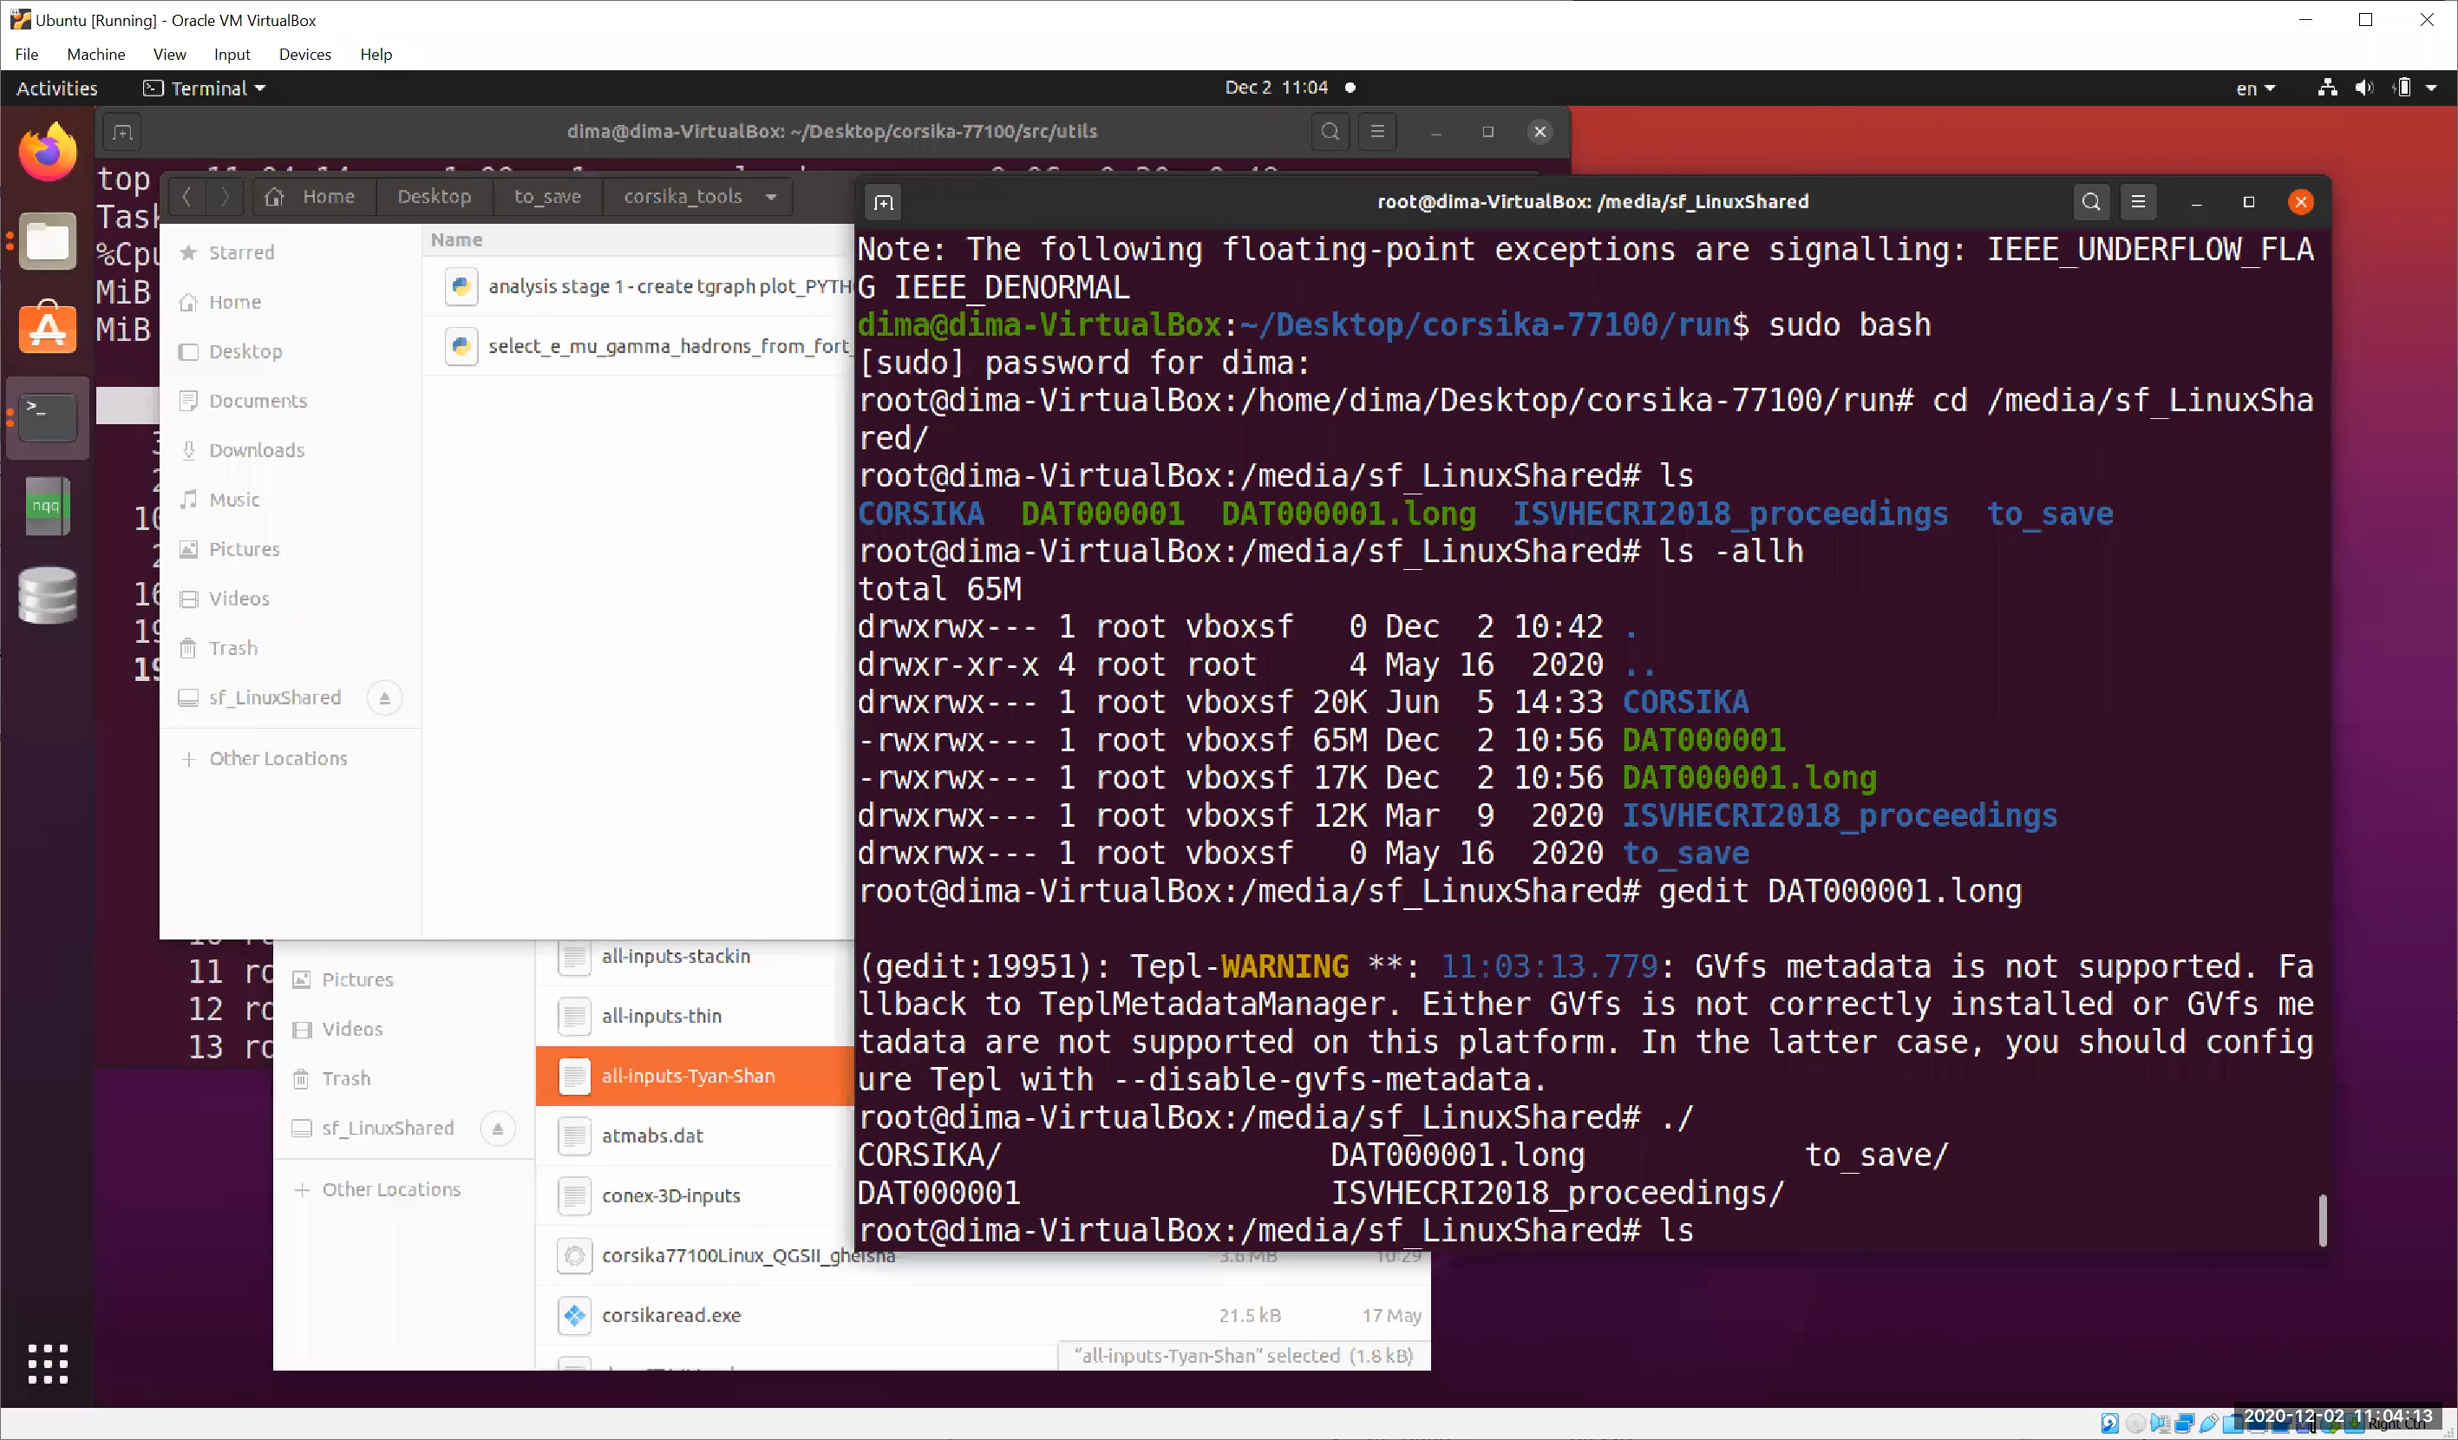 Ubuntu [Running] - Oracle VM VirtualBox
File Machine View Input Devices Help
Activities Terminal Dec 2 11:04 en
dima@dima-VirtualBox: ~/Desktop/corsika-77100/src/utils
top
Task
%Cpu
MiB
MiB
11 ro
12 ro
13 ro
Home Desktop to_save corsika_tools
Name
Starred
Home
Desktop
Documents
Downloads
Music
Pictures
Videos
Trash
sf_LinuxShared
+ Other Locations
analysis stage 1 - create tgraph plot_PYTH
select_e_mu_gamma_hadrons_from_fort_
nqq
Pictures
Videos
Trash
sf_LinuxShared
+ Other Locations
all-inputs-stackin
all-inputs-thin
all-inputs-Tyan-Shan
atmabs.dat
conex-3D-inputs
corsika77100Linux_QGSII_gheisha 3.6 MB 10:29
corsikaread.exe 21.5 kB 17 May
"all-inputs-Tyan-Shan" selected (1.8 kB)
root@dima-VirtualBox: /media/sf_LinuxShared
Note: The following floating-point exceptions are signalling: IEEE_UNDERFLOW_FLA
G IEEE_DENORMAL
dima@dima-VirtualBox:~/Desktop/corsika-77100/run$ sudo bash
[sudo] password for dima:
root@dima-VirtualBox:/home/dima/Desktop/corsika-77100/run# cd /media/sf_LinuxSha
red/
root@dima-VirtualBox:/media/sf_LinuxShared# ls
CORSIKA DAT000001 DAT000001.long ISVHECRI2018_proceedings to_save
root@dima-VirtualBox:/media/sf_LinuxShared# ls -allh
total 65M
drwxrwx--- 1 root vboxsf 0 Dec 2 10:42 .
drwxr-xr-x 4 root root 4 May 16 2020 ..
drwxrwx--- 1 root vboxsf 20K Jun 5 14:33 CORSIKA
-rwxrwx--- 1 root vboxsf 65M Dec 2 10:56 DAT000001
-rwxrwx--- 1 root vboxsf 17K Dec 2 10:56 DAT000001.long
drwxrwx--- 1 root vboxsf 12K Mar 9 2020 ISVHECRI2018_proceedings
drwxrwx--- 1 root vboxsf 0 May 16 2020 to_save
root@dima-VirtualBox:/media/sf_LinuxShared# gedit DAT000001.long
(gedit:19951): Tepl-WARNING **: 11:03:13.779: GVfs metadata is not supported. Fa
llback to TeplMetadataManager. Either GVfs is not correctly installed or GVfs me
tadata are not supported on this platform. In the latter case, you should config
ure Tepl with --disable-gvfs-metadata.
root@dima-VirtualBox:/media/sf_LinuxShared# ./
CORSIKA/ DAT000001.long to_save/
DAT000001 ISVHECRI2018_proceedings/
root@dima-VirtualBox:/media/sf_LinuxShared# ls
2020-12-02 11:04:13
Right Ctrl